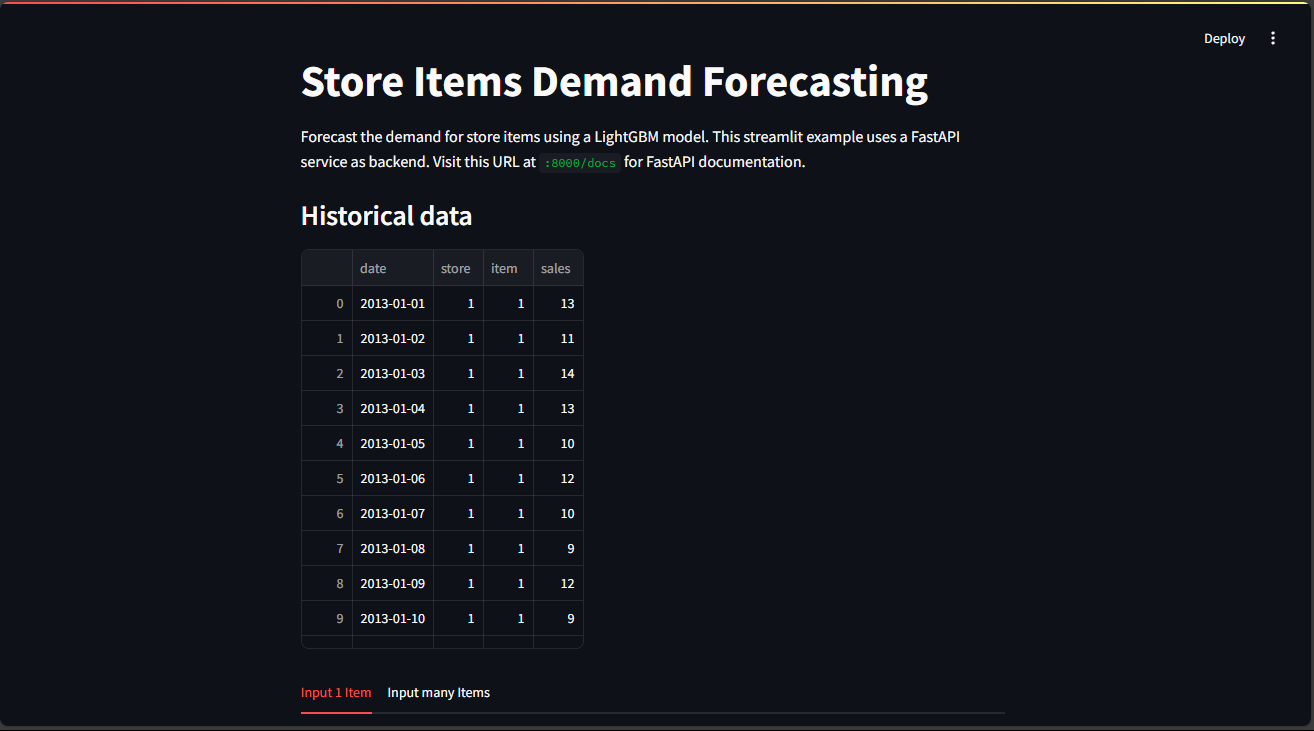 Deploy
Store Items Demand Forecasting
Forecast the demand for store items using a LightGBM model. This streamlit example uses a FastAPI
service as backend. Visit this URL at :8000/docs for FastAPI documentation.
Historical data
date store item sales
0 2013-01-01 1 1 13
1 2013-01-02 1 1 11
2 2013-01-03 1 1 14
3 2013-01-04 1 1 13
4 2013-01-05 1 1 10
5 2013-01-06 1 1 12
6 2013-01-07 1 1 10
7 2013-01-08 1 1 9
8 2013-01-09 1 1 12
9 2013-01-10 1 1 9
Input 1 Item Input many Items